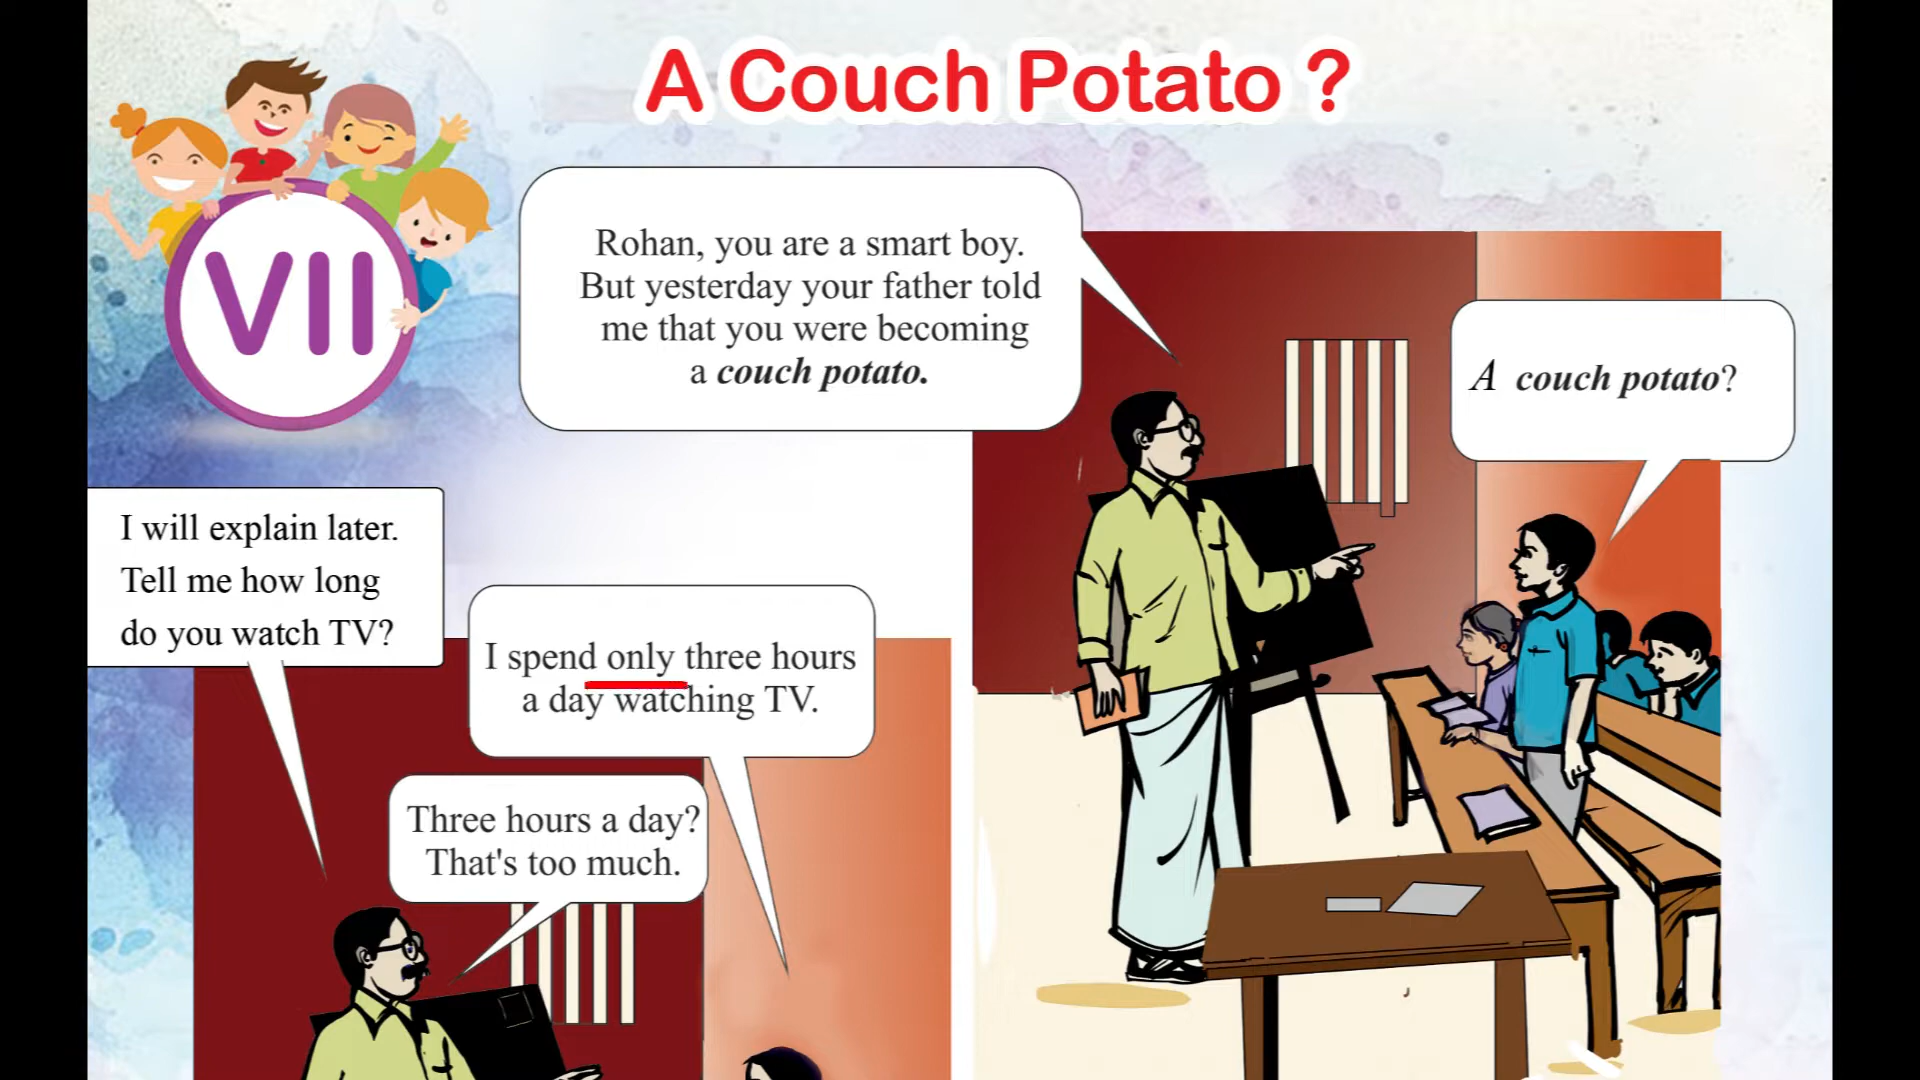 A Couch Potato ?
VII
Rohan, you are a smart boy.
But yesterday your father told
me that you were becoming
a couch potato.
A couch potato?
I will explain later.
Tell me how long
do you watch TV?
I spend only three hours
a day watching TV.
Three hours a day?
That's too much.